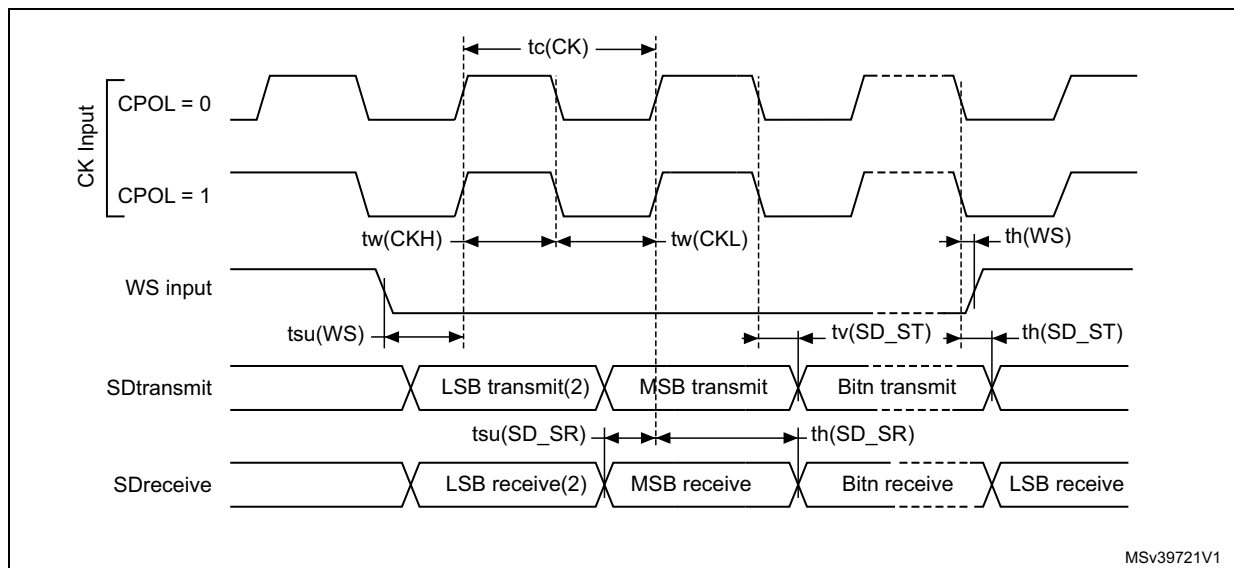 tc(CK)
CK Input
CPOL = 0
CPOL = 1
tw(CKH)
tw(CKL)
th(WS)
WS input
tsu(WS)
tv(SD_ST)
th(SD_ST)
SDtransmit
LSB transmit(2)
MSB transmit
Bitn transmit
tsu(SD_SR)
th(SD_SR)
SDreceive
LSB receive(2)
MSB receive
Bitn receive
LSB receive
MSv39721V1